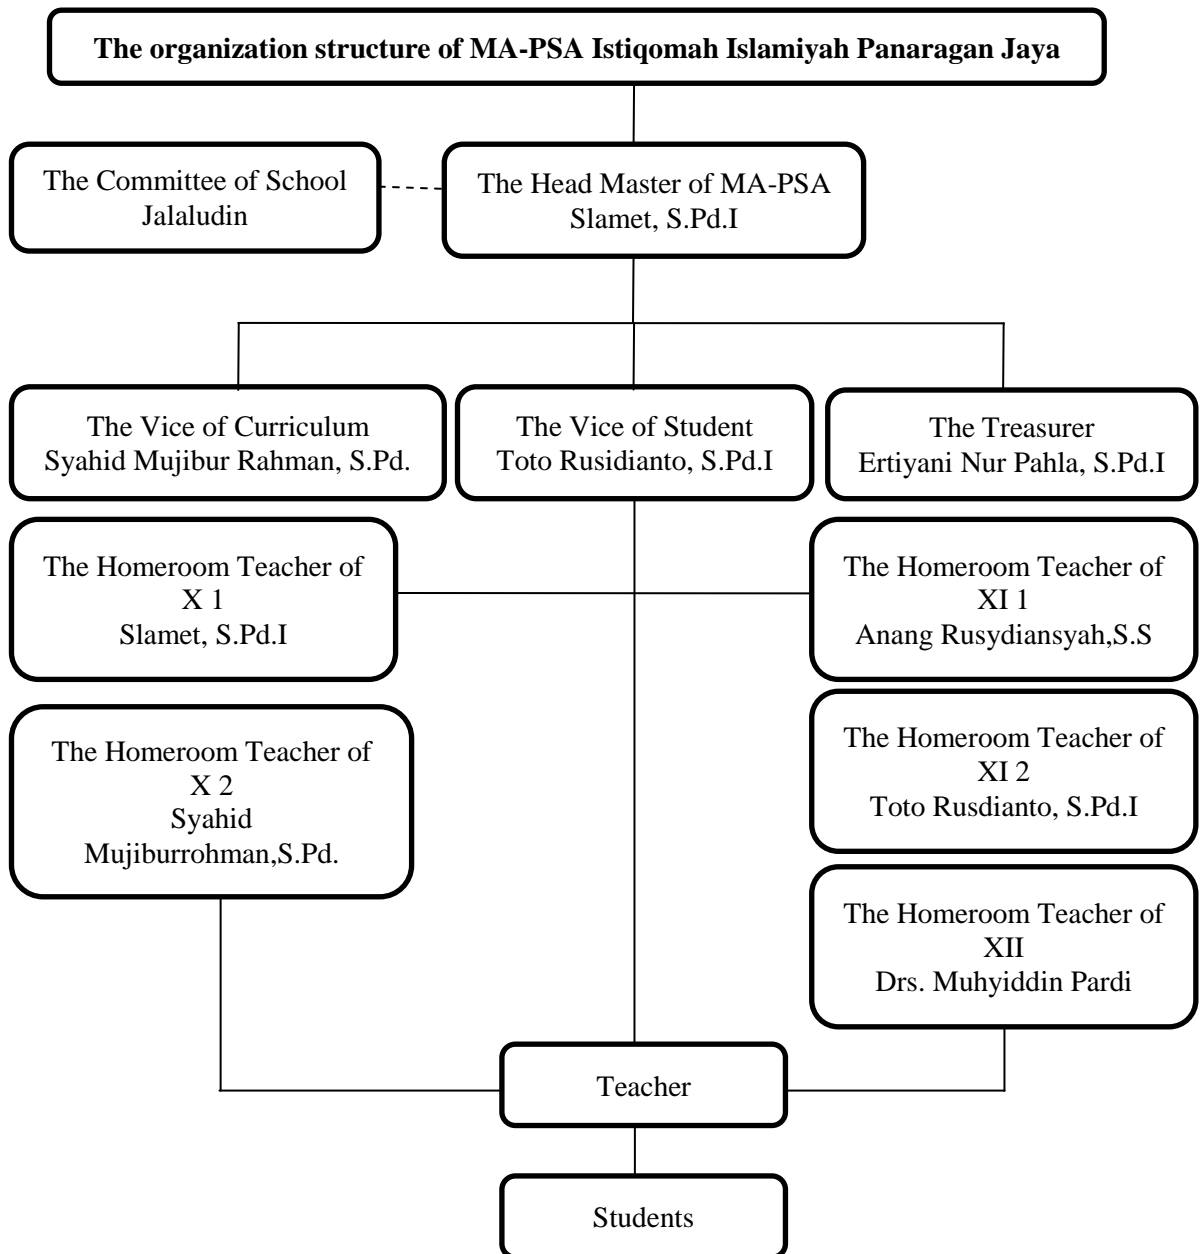 The organization structure of MA-PSA Istiqomah Islamiyah Panaragan Jaya
The Committee of School
Jalaludin
The Head Master of MA-PSA
Slamet, S.Pd.I
The Vice of Curriculum
Syahid Mujibur Rahman, S.Pd.
The Vice of Student
Toto Rusidianto, S.Pd.I
The Treasurer
Ertiyani Nur Pahla, S.Pd.I
The Homeroom Teacher of
X 1
Slamet, S.Pd.I
The Homeroom Teacher of
XI 1
Anang Rusydiansyah,S.S
The Homeroom Teacher of
X 2
Syahid
Mujiburrohman,S.Pd.
The Homeroom Teacher of
XI 2
Toto Rusdianto, S.Pd.I
The Homeroom Teacher of
XII
Drs. Muhyiddin Pardi
Teacher
Students